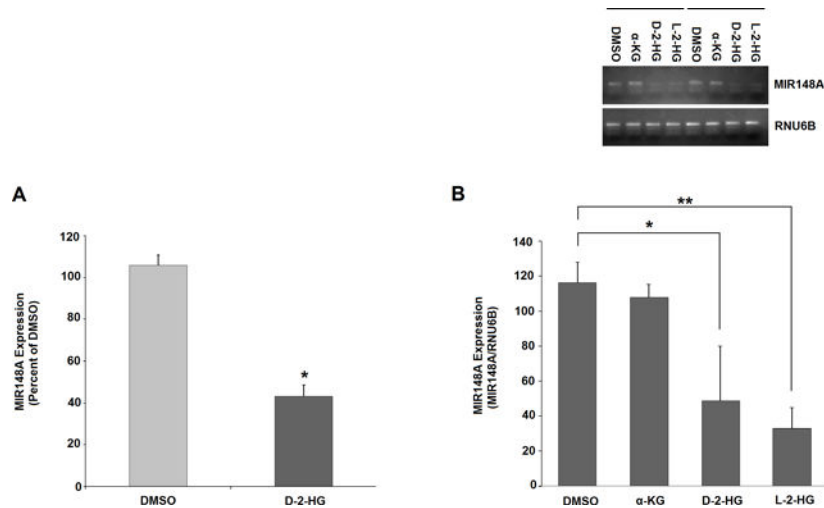 DMSO α-KG D-2-HG L-2-HG DMSO α-KG D-2-HG L-2-HG
MIR148A
RNU6B
A
MIR148A Expression
(Percent of DMSO)
120
100
80
60
40
20
0
*
DMSO D-2-HG
B
MIR148A Expression
(MIR148A/RNU6B)
140
120
100
80
60
40
20
0
**
*
DMSO α-KG D-2-HG L-2-HG